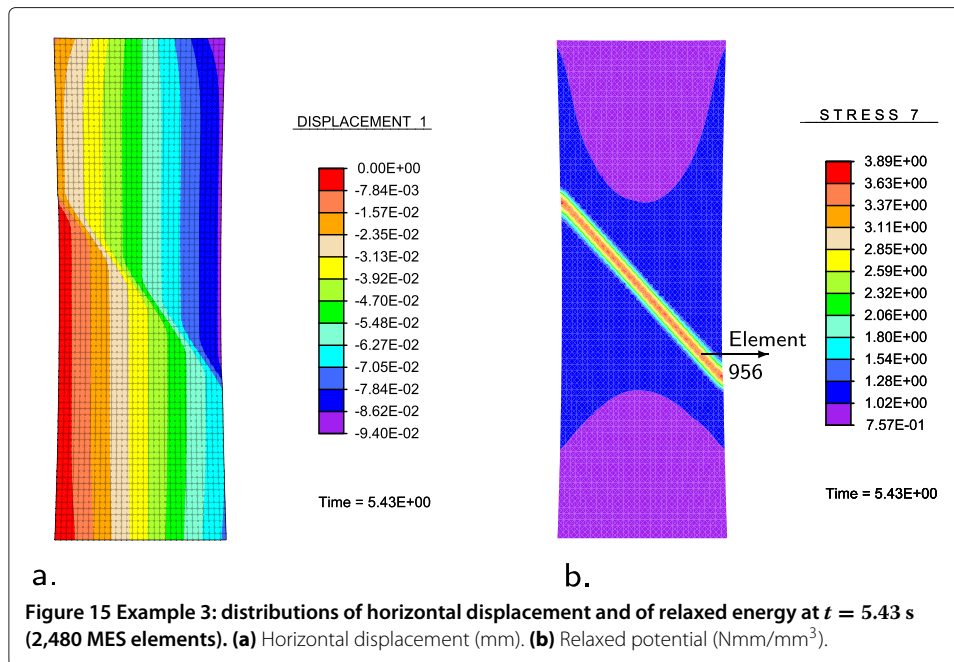 DISPLACEMENT 1
0.00E+00
-7.84E-03
-1.57E-02
-2.35E-02
-3.13E-02
-3.92E-02
-4.70E-02
-5.48E-02
-6.27E-02
-7.05E-02
-7.84E-02
-8.62E-02
-9.40E-02
Time = 5.43E+00
a.
STRESS 7
3.89E+00
3.63E+00
3.37E+00
3.11E+00
2.85E+00
2.59E+00
2.32E+00
2.06E+00
1.80E+00
1.54E+00
1.28E+00
1.02E+00
7.57E-01
Element
956
Time = 5.43E+00
b.
Figure 15 Example 3: distributions of horizontal displacement and of relaxed energy at t = 5.43 s
(2,480 MES elements). (a) Horizontal displacement (mm). (b) Relaxed potential (Nmm/mm³).